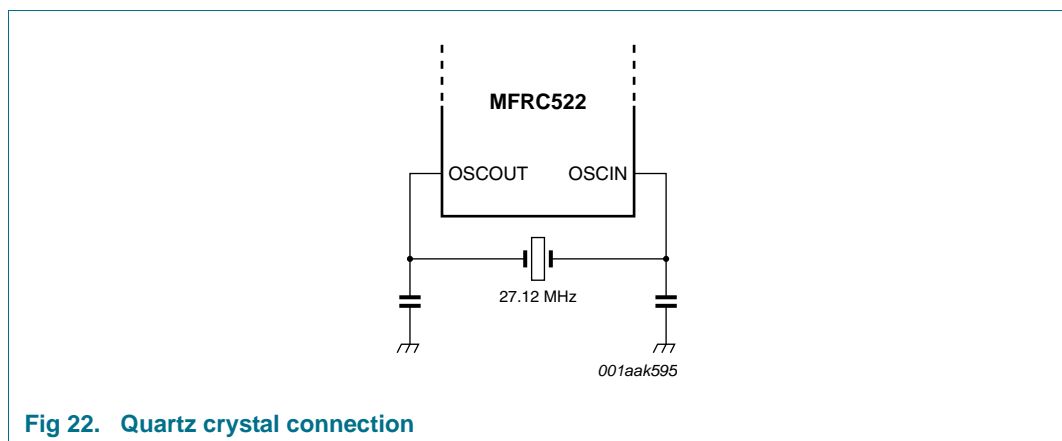 MFRC522
OSCOUT OSCIN
27.12 MHz
001aak595
Fig 22. Quartz crystal connection